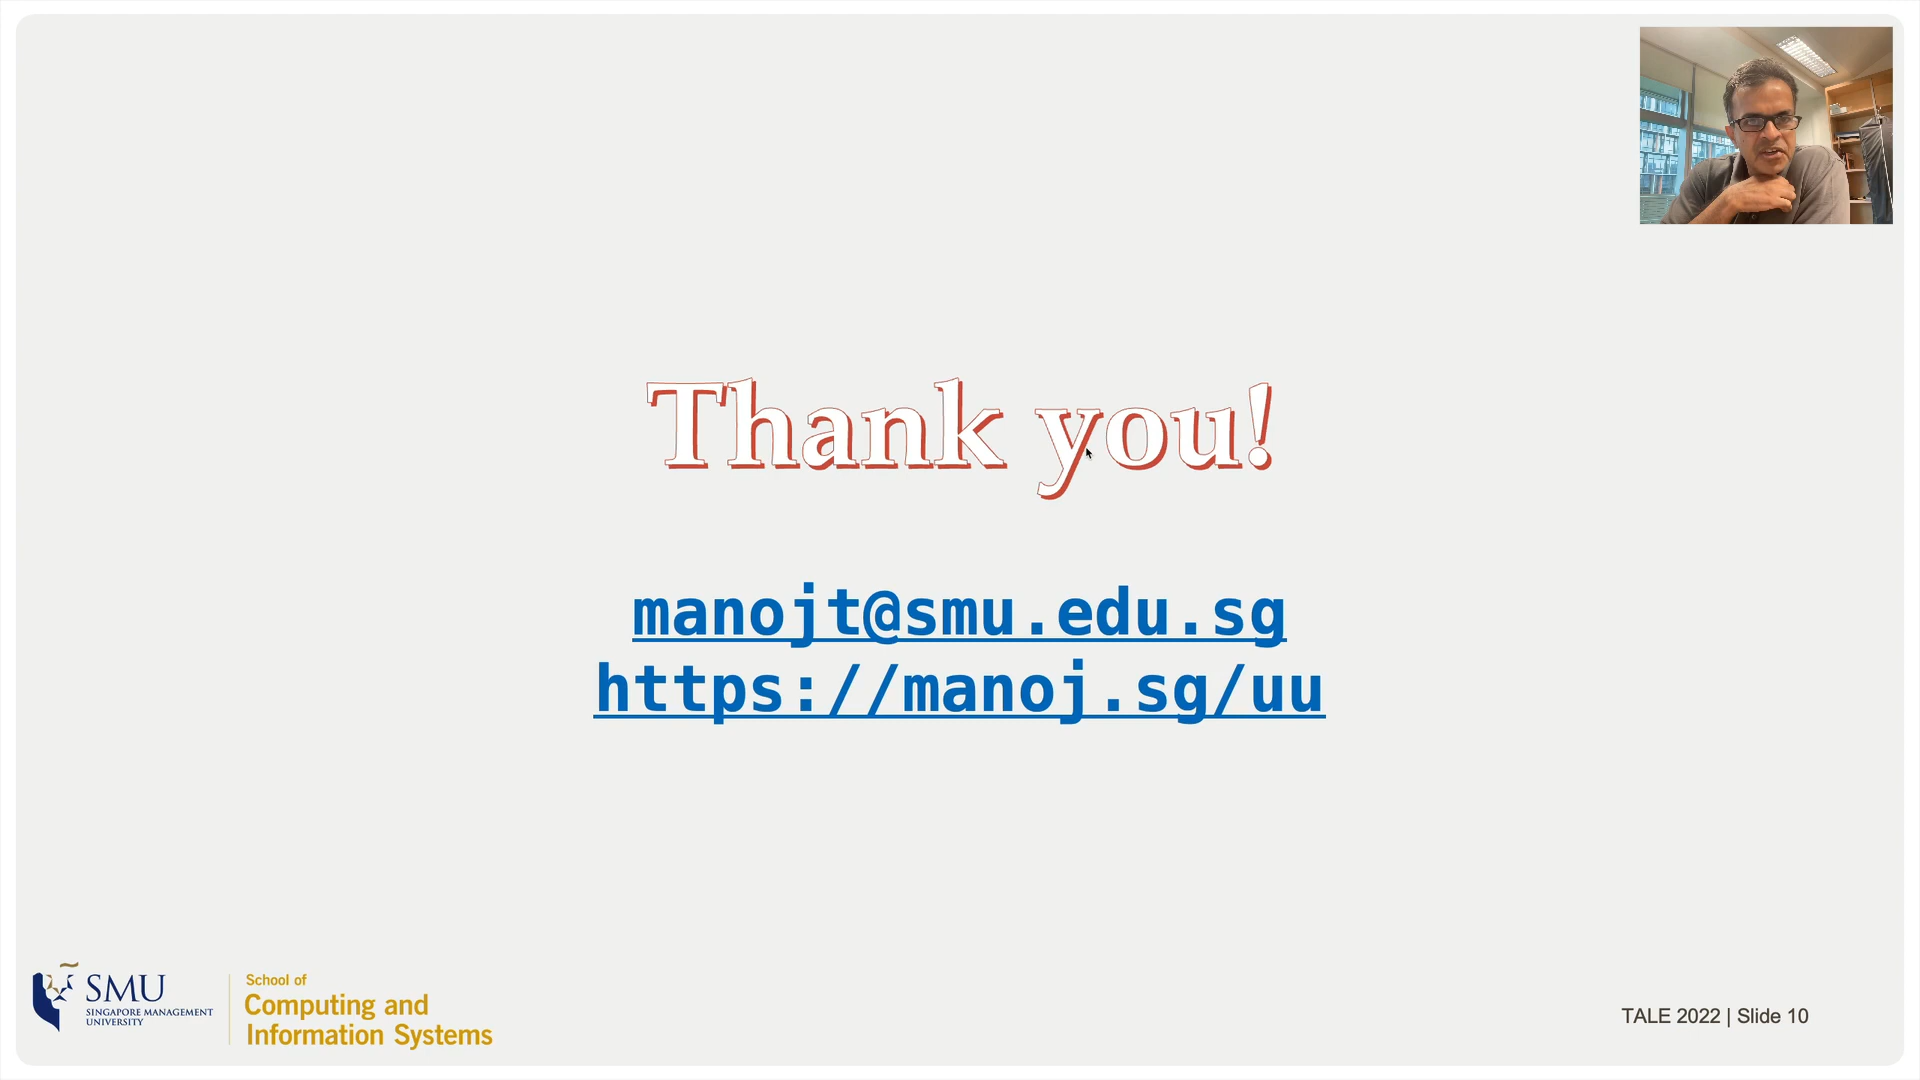 Thank you!
manojt@smu.edu.sg
https://manoj.sg/uu
SMU
SINGAPORE MANAGEMENT
UNIVERSITY
School of
Computing and
Information Systems
TALE 2022 | Slide 10